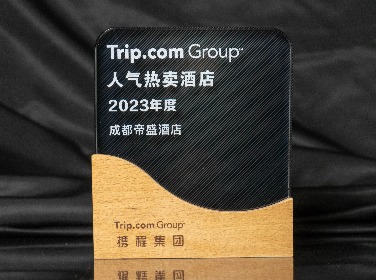 Trip.com Group™
人气热卖酒店
2023年度
成都帝盛酒店
Trip.com Group
携程集团